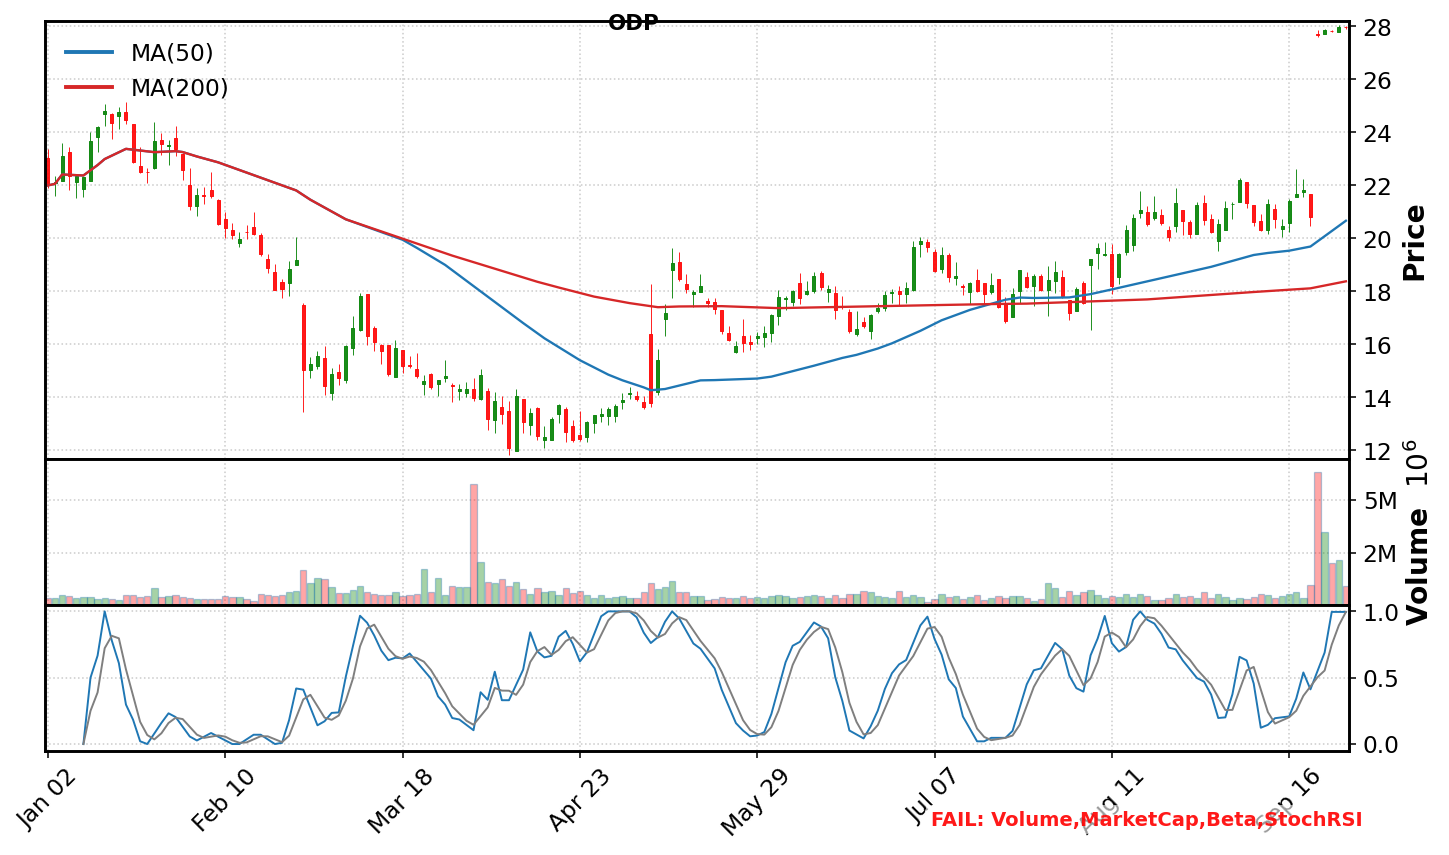 ODP
MA(50)
MA(200)
28
26
24
22
20
18
16
14
12
Price
5M
2M
Volume 10^6
1.0
0.5
0.0
Jan 02
Feb 10
Mar 18
Apr 23
May 29
Jul 07
Aug 11
Sep 16
FAIL: Volume,MarketCap,Beta,StochRSI